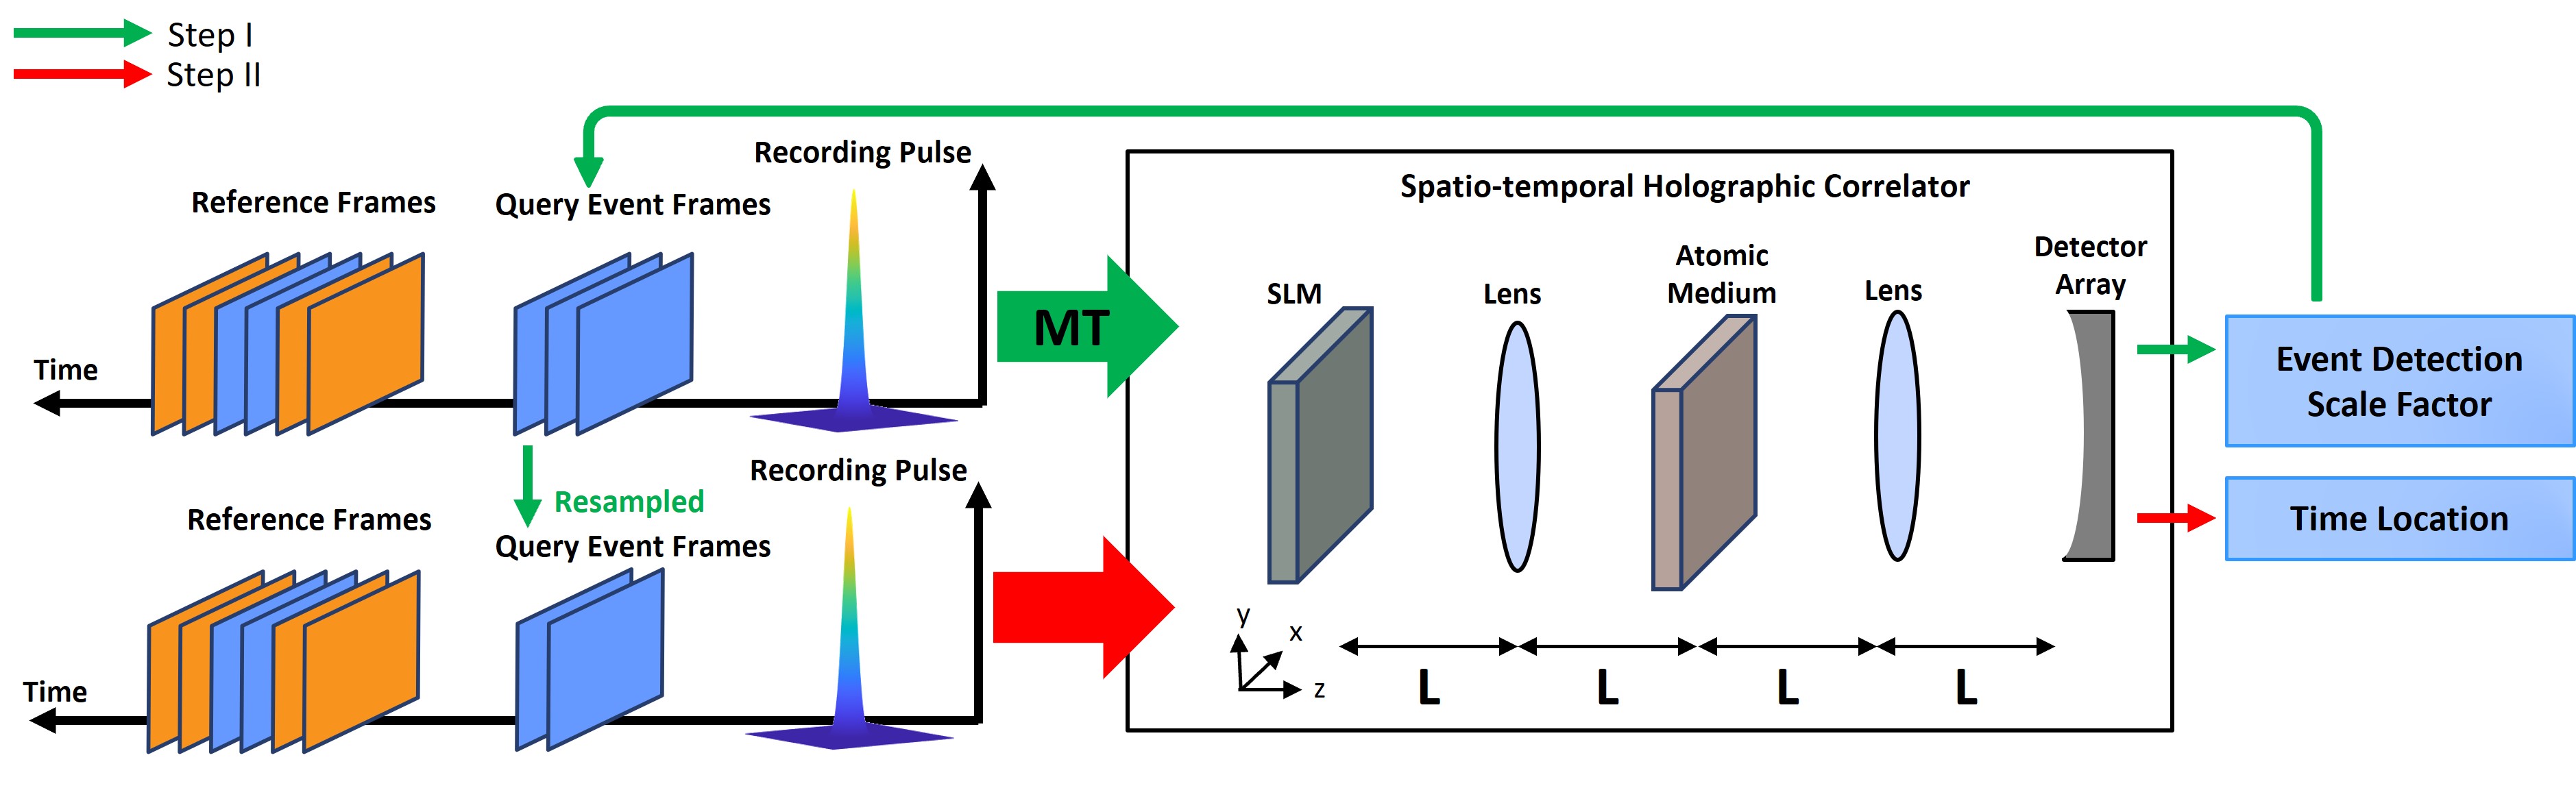 Step I
Step II
Recording Pulse
Reference Frames
Query Event Frames
Time
MT
Resampled
Recording Pulse
Reference Frames
Query Event Frames
Time
Spatio-temporal Holographic Correlator
SLM
Lens
Atomic
Medium
Lens
Detector
Array
y
x
z
L
L
L
L
Event Detection
Scale Factor
Time Location